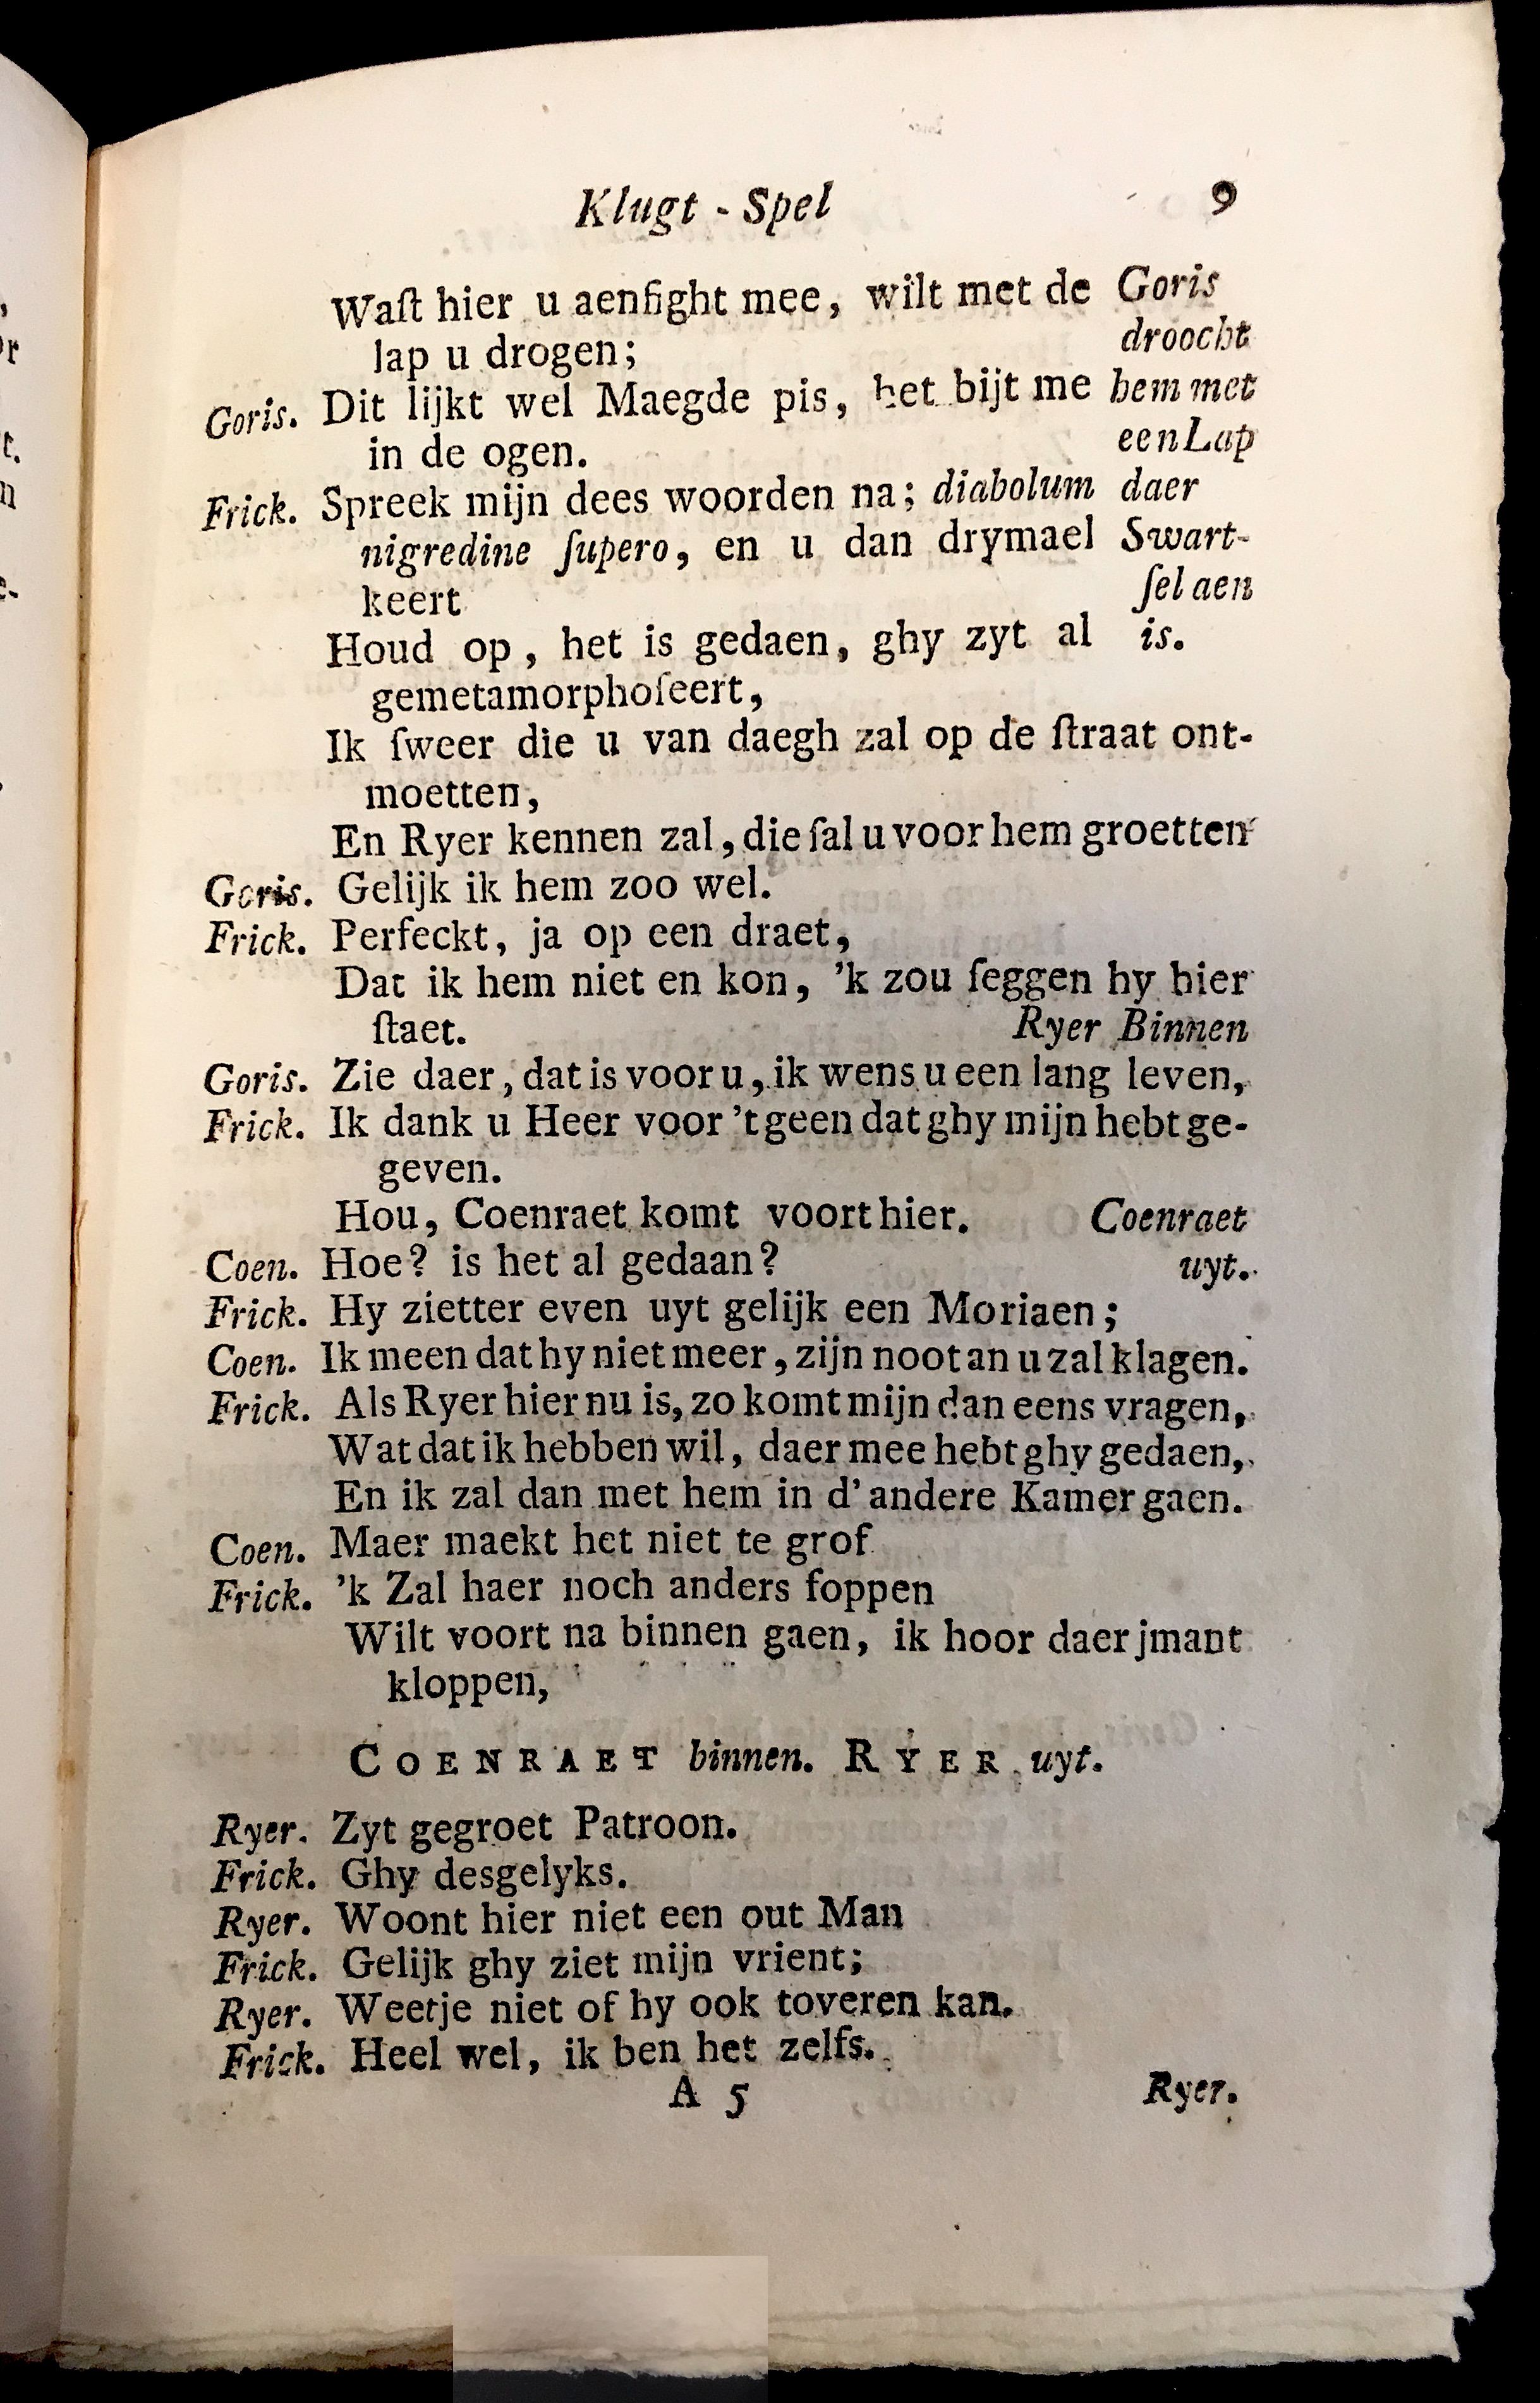 Klugt - Spel 9
Waſt hier u aenſight mee, wilt met de
lap u drogen;
Goris. Dit lijkt wel Maegde pis, het bijt me
in de ogen.
Frick. Spreek mijn dees woorden na; diabolum
nigredine ſupero, en u dan drymael
keert
Houd op, het is gedaen, ghy zyt al
gemetamorphoſeert,
Goris
droocht
hem met
een Lap
daer
Swart-
ſel aen
is.
Ik ſweer die u van daegh zal op de ſtraat ont-
moetten,
En Ryer kennen zal, die ſal u voor hem groetten
Goris. Gelijk ik hem zoo wel.
Frick. Perfeckt, ja op een draet,
Dat ik hem niet en kon, 'k zou ſeggen hy hier
ſtaet. Ryer Binnen
Goris. Zie daer, dat is voor u, ik wens u een lang leven,
Frick. Ik dank u Heer voor 't geen dat ghy mijn hebt ge-
geven.
Hou, Coenraet komt voort hier. Coenraet
Coen. Hoe? is het al gedaan? uyt.
Frick. Hy zietter even uyt gelijk een Moriaen;
Coen. Ik meen dat hy niet meer, zijn noot an u zal klagen.
Frick. Als Ryer hier nu is, zo komt mijn dan eens vragen,
Wat dat ik hebben wil, daer mee hebt ghy gedaen,
En ik zal dan met hem in d' andere Kamer gaen.
Coen. Maer maekt het niet te grof
Frick. 'k Zal haer noch anders foppen
Wilt voort na binnen gaen, ik hoor daer jmant
kloppen,
COENRAET binnen. RYER uyt.
Ryer. Zyt gegroet Patroon.
Frick. Ghy desgelyks.
Ryer. Woont hier niet een out Man
Frick. Gelijk ghy ziet mijn vrient;
Ryer. Weetje niet of hy ook toveren kan.
Frick. Heel wel, ik ben het zelfs.
A 5 Ryer.